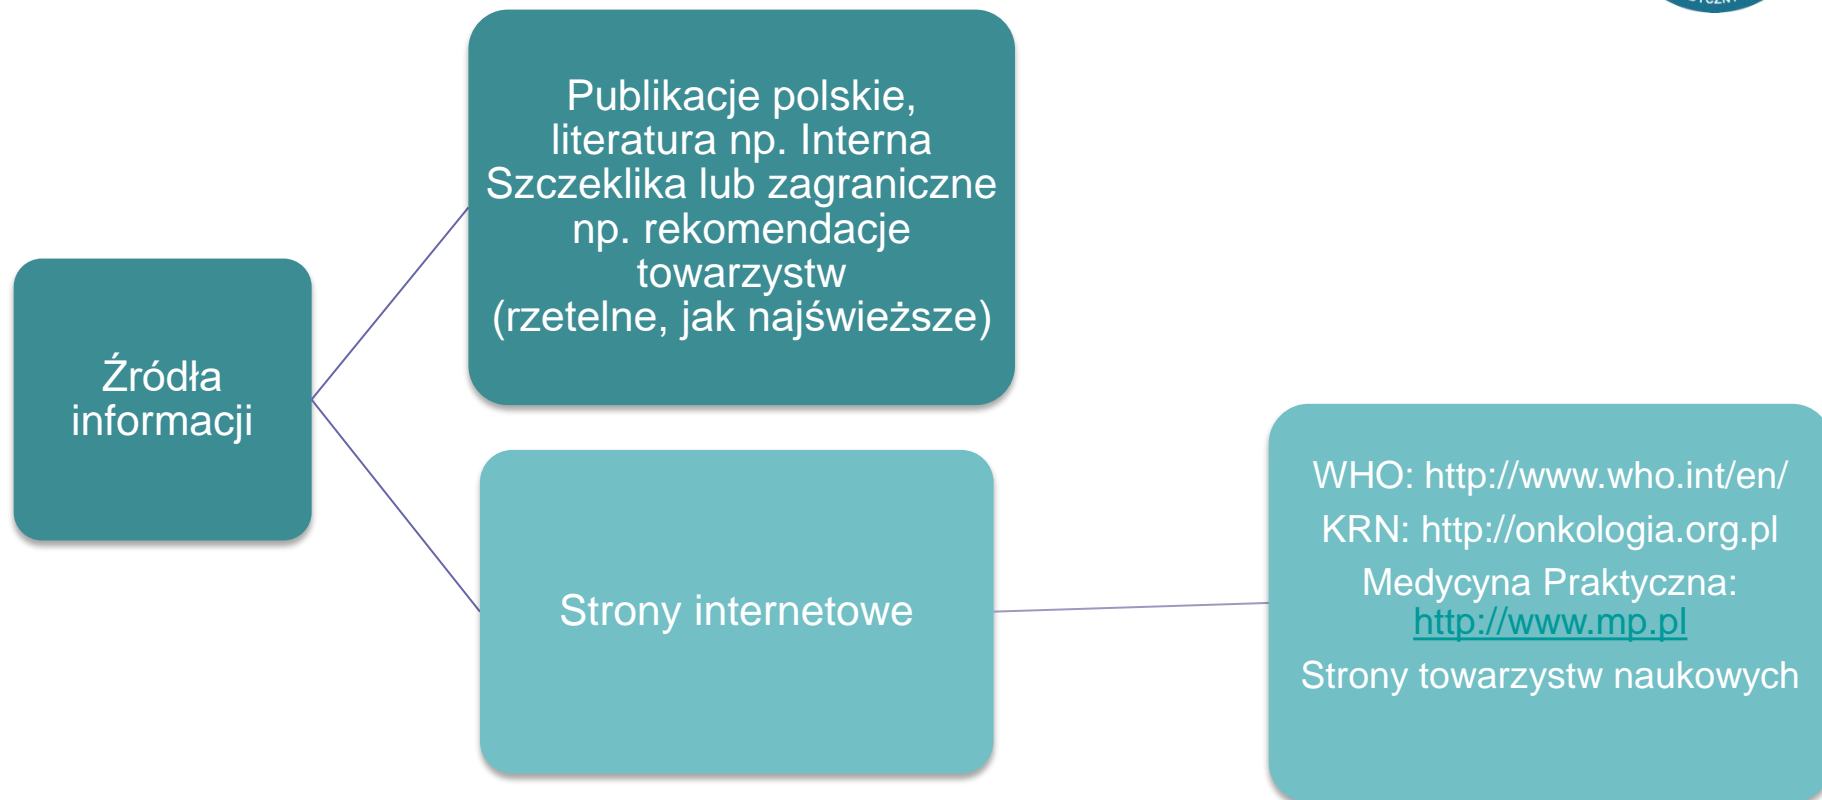 Publikacje polskie,
literatura np. Interna
Szczeklika lub zagraniczne
np. rekomendacje
towarzystw
(rzetelne, jak najświeższe)
Źródła
informacji
Strony internetowe
WHO: http://www.who.int/en/
KRN: http://onkologia.org.pl
Medycyna Praktyczna:
http://www.mp.pl
Strony towarzystw naukowych